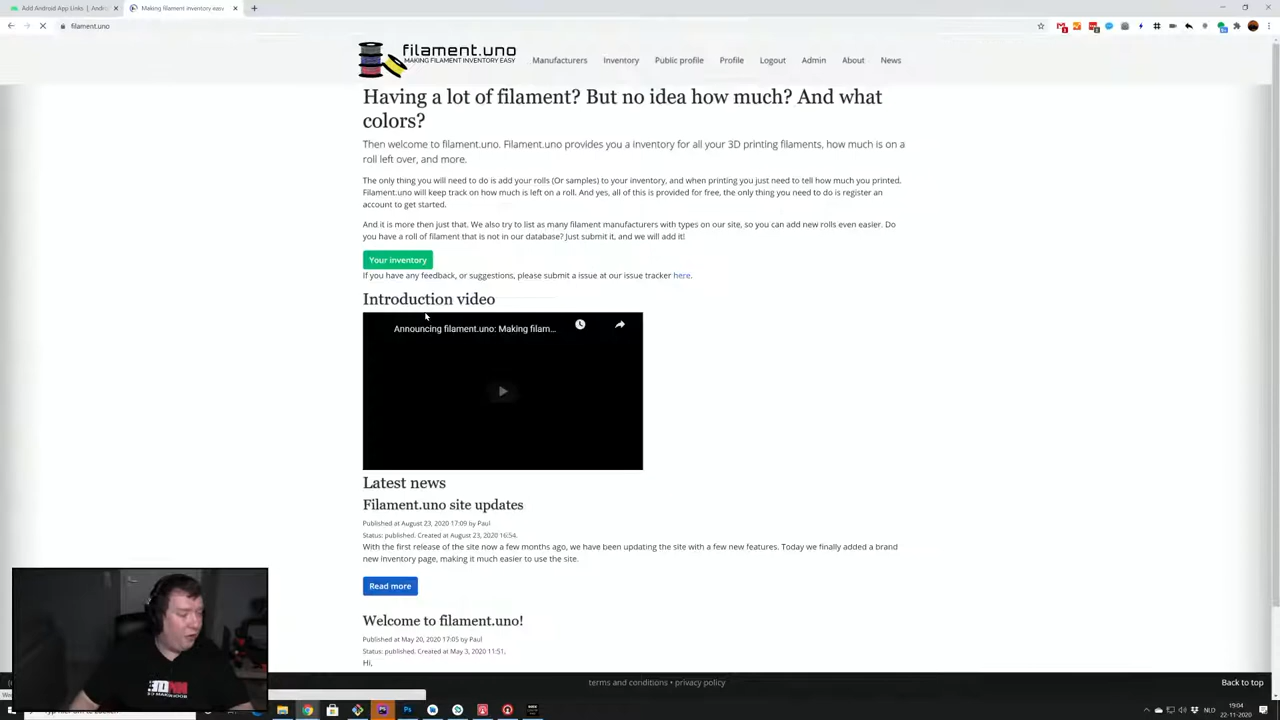 Add Android App Links | Andro
Making filament inventory easy
filament.uno
filament.uno
MAKING FILAMENT INVENTORY EASY
Manufacturers
Inventory
Public profile
Profile
Logout
Admin
About
News
Having a lot of filament? But no idea how much? And what
colors?
Then welcome to filament.uno. Filament.uno provides you a inventory for all your 3D printing filaments, how much is on a
roll left over, and more.
The only thing you will need to do is add your rolls (Or samples) to your inventory, and when printing you just need to tell how much you printed.
Filament.uno will keep track on how much is left on a roll. And yes, all of this is provided for free, the only thing you need to do is register an
account to get started.
And it is more then just that. We also try to list as many filament manufacturers with types on our site, so you can add new rolls even easier. Do
you have a roll of filament that is not in our database? Just submit it, and we will add it!
Your inventory
If you have any feedback, or suggestions, please submit a issue at our issue tracker here.
Introduction video
Announcing filament.uno: Making filam...
Latest news
Filament.uno site updates
Published at August 23, 2020 17:09 by Paul
Status: published. Created at August 23, 2020 16:54.
With the first release of the site now a few months ago, we have been updating the site with a few new features. Today we finally added a brand
new inventory page, making it much easier to use the site.
Read more
Welcome to filament.uno!
Published at May 20, 2020 17:05 by Paul
Status: published. Created at May 3, 2020 11:51.
Hi,
terms and conditions • privacy policy
Back to top
NLD
19:04
22-11-2020